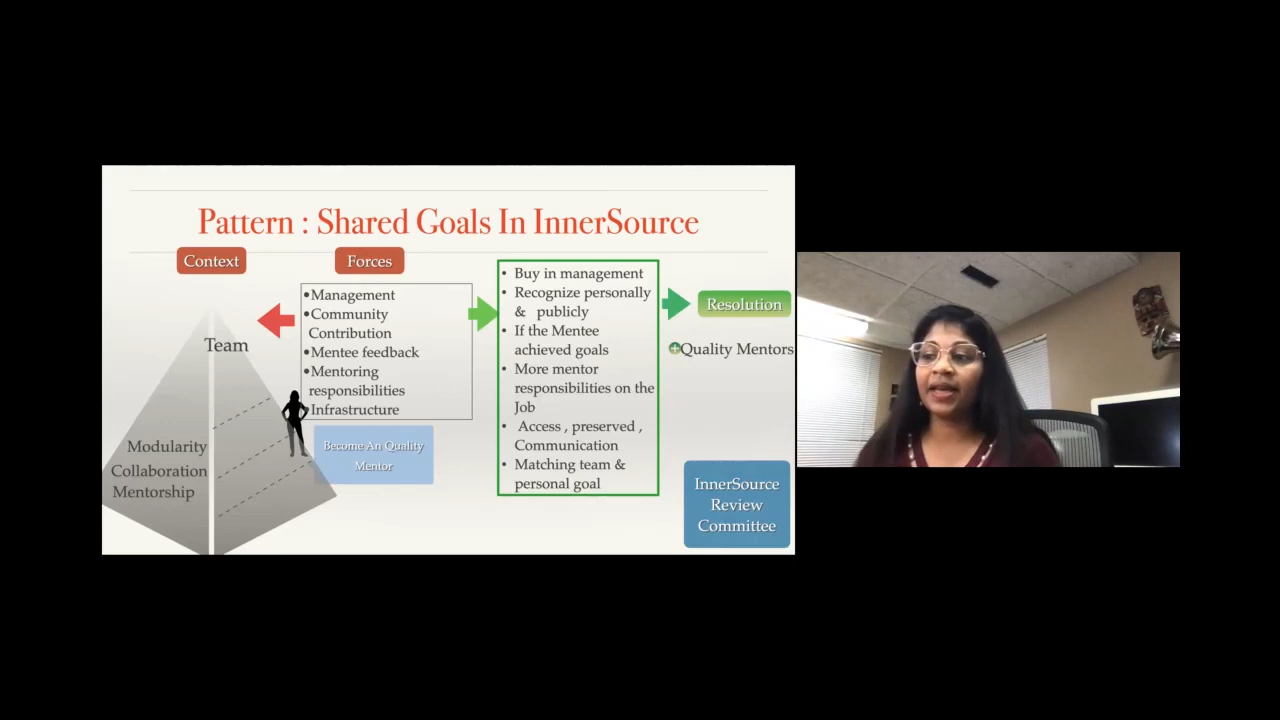 Pattern : Shared Goals In InnerSource
Context
Team
Modularity
Collaboration
Mentorship
Forces
•Management
•Community
Contribution
•Mentee feedback
•Mentoring
responsibilities
•Infrastructure
Become An Quality
Mentor
• Buy in management
• Recognize personally
& publicly
• If the Mentee
achieved goals
• More mentor
responsibilities on the
Job
• Access , preserved ,
Communication
• Matching team &
personal goal
Resolution
Quality Mentors
InnerSource
Review
Committee